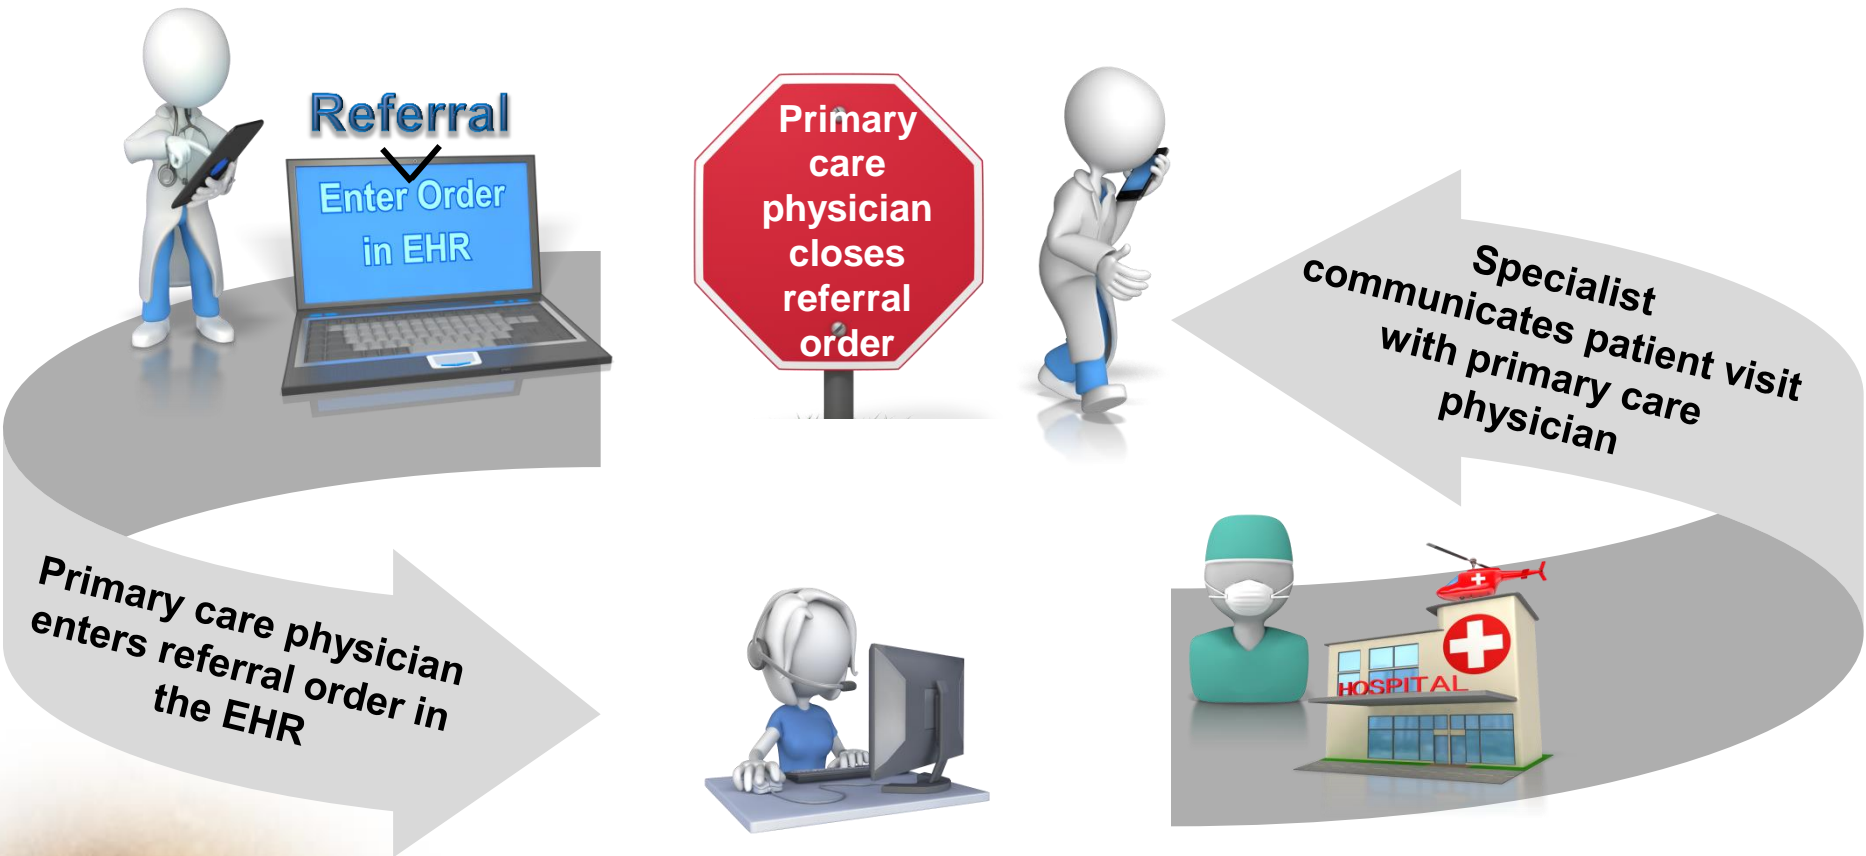 Referral
Enter Order
in EHR
Primary
care
physician
closes
referral
order
Specialist
communicates patient visit
with primary care
physician
Primary care physician
enters referral order in
the EHR
HOSPITAL